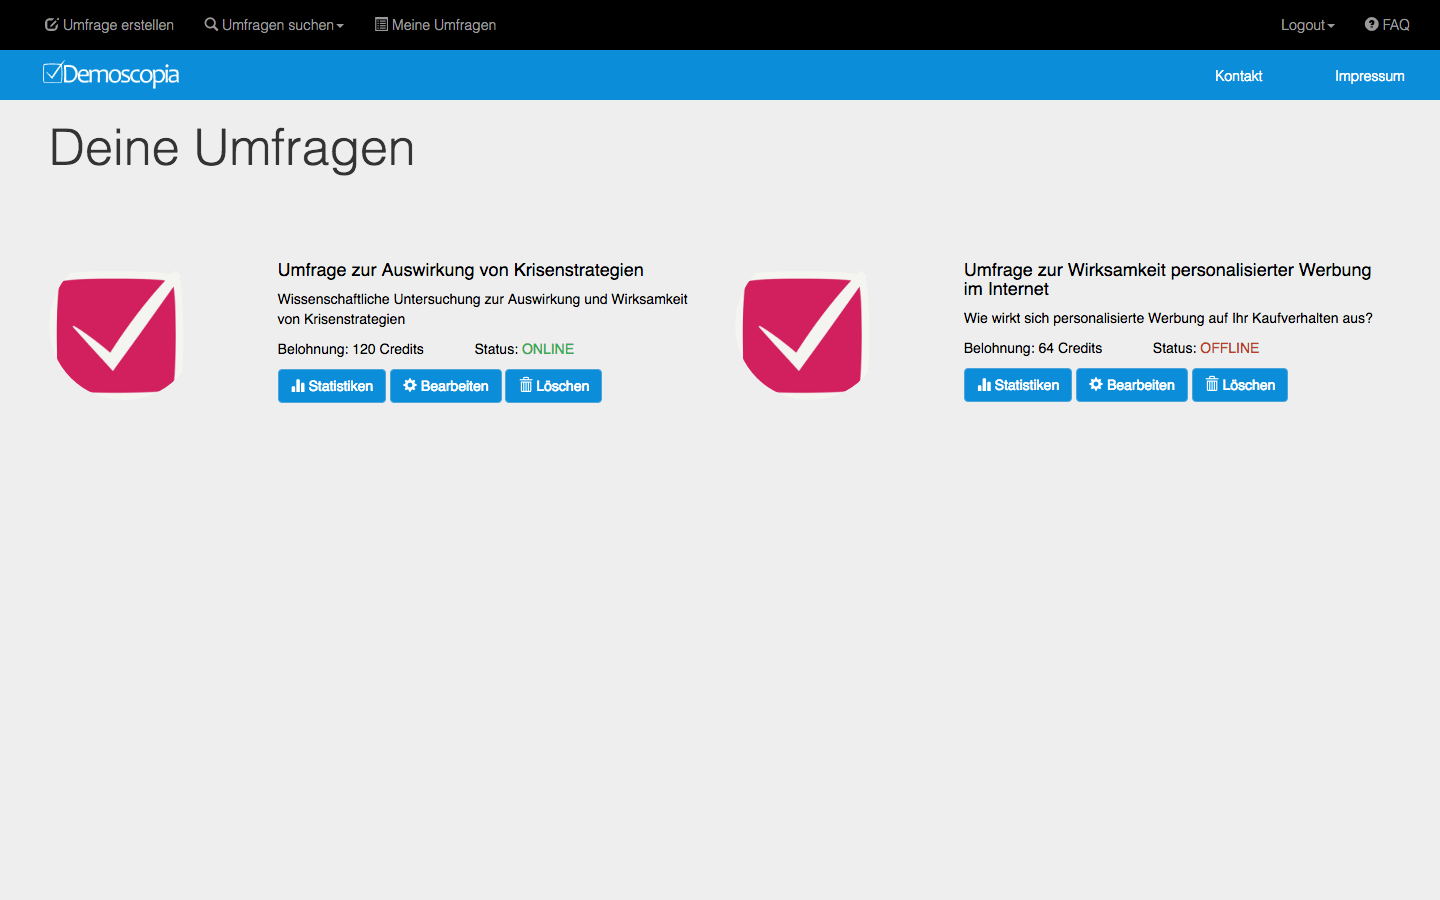 Umfrage erstellen Umfragen suchen Meine Umfragen Logout FAQ
Demoscopia Kontakt Impressum
Deine Umfragen
Umfrage zur Auswirkung von Krisenstrategien
Wissenschaftliche Untersuchung zur Auswirkung und Wirksamkeit
von Krisenstrategien
Belohnung: 120 Credits Status: ONLINE
Statistiken Bearbeiten Löschen
Umfrage zur Wirksamkeit personalisierter Werbung
im Internet
Wie wirkt sich personalisierte Werbung auf Ihr Kaufverhalten aus?
Belohnung: 64 Credits Status: OFFLINE
Statistiken Bearbeiten Löschen